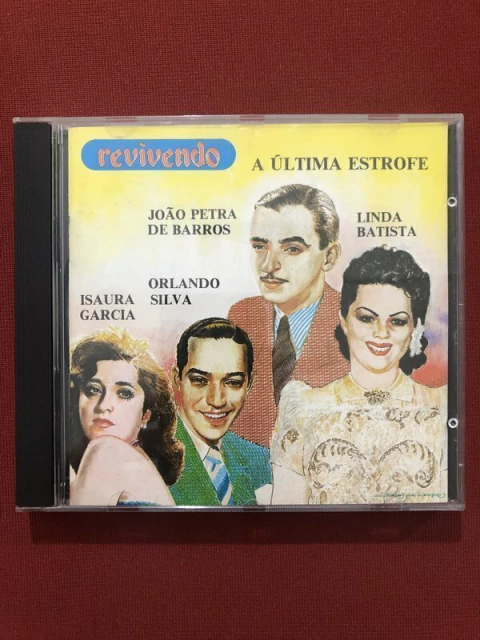 revivendo
A ÚLTIMA ESTROFE
JOÃO PETRA
DE BARROS
LINDA
BATISTA
ORLANDO
SILVA
ISAURA
GARCIA